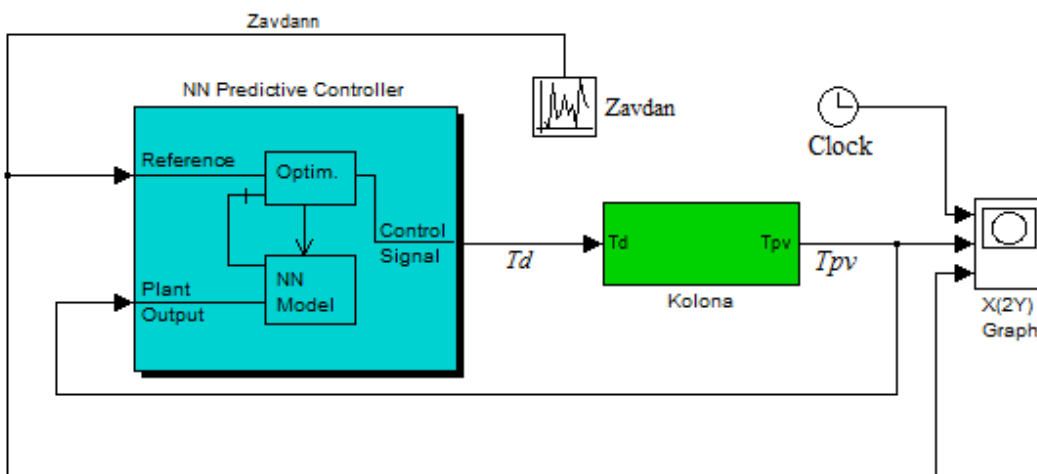 Zavdann
NN Predictive Controller
Zavdan
Clock
Reference
Optim.
Control
Signal
Td
Td
Tpv
Tpv
Plant
Output
NN
Model
Kolona
X(2Y)
Graph